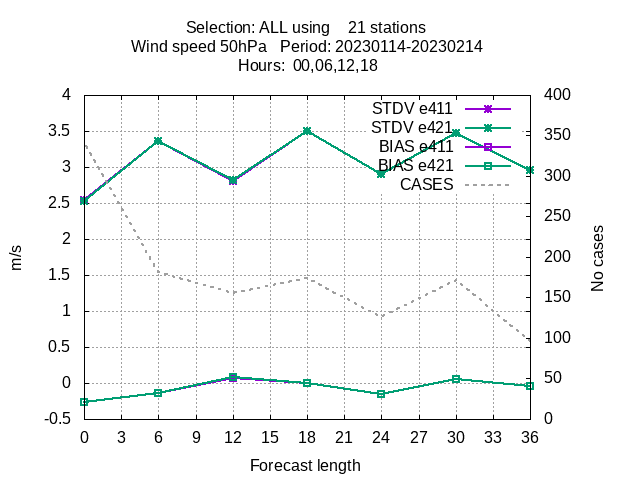 Selection: ALL using    21 stations
Wind speed 50hPa   Period: 20230114-20230214
Hours:  00,06,12,18
STDV e411
STDV e421
BIAS e411
BIAS e421
CASES
4
3.5
3
2.5
2
1.5
1
0.5
0
-0.5
m/s
400
350
300
250
200
150
100
50
0
No cases
0 3 6 9 12 15 18 21 24 27 30 33 36
Forecast length